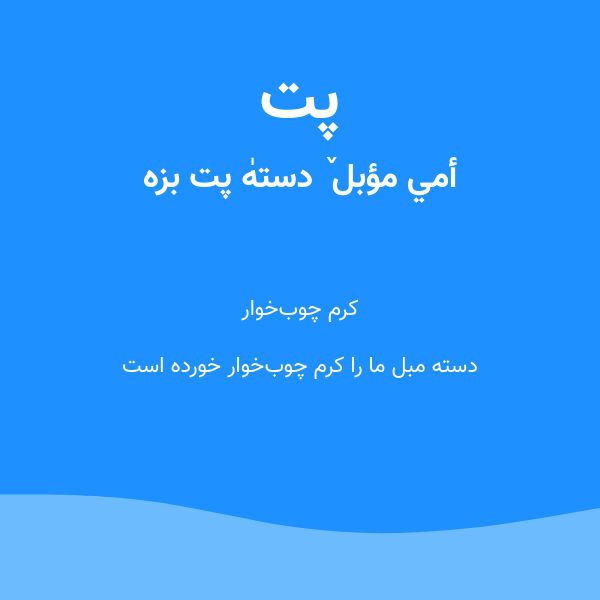 پت
أمي مؤبلˇ دستهٰ پت بزه
کرم چوب‌خوار
دسته مبل ما را کرم چوب‌خوار خورده است